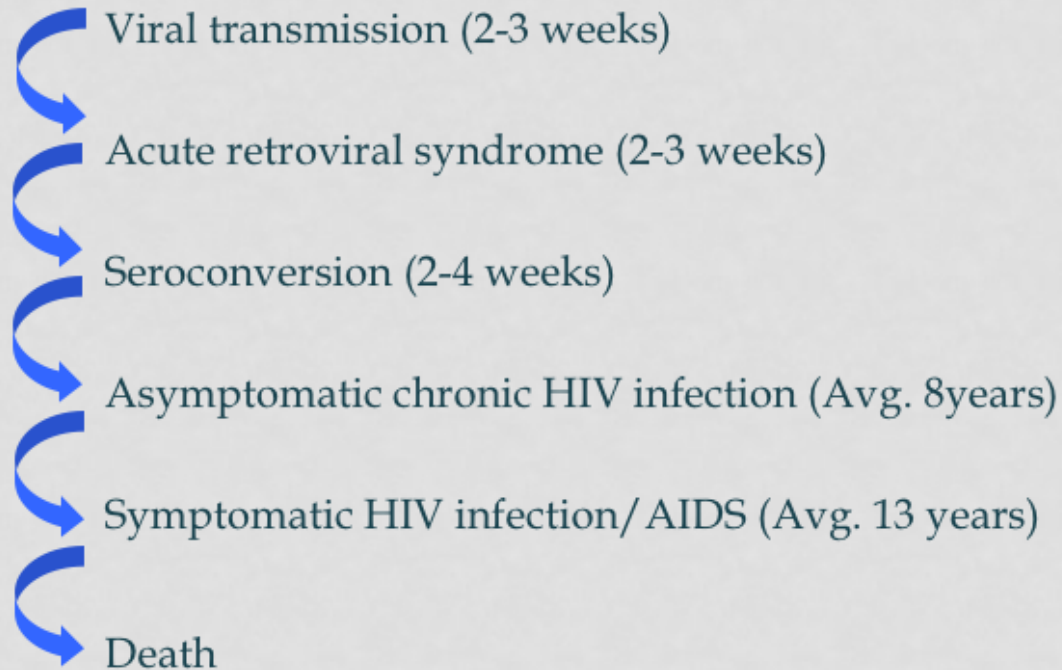 Viral transmission (2-3 weeks)
Acute retroviral syndrome (2-3 weeks)
Seroconversion (2-4 weeks)
Asymptomatic chronic HIV infection (Avg. 8years)
Symptomatic HIV infection/AIDS (Avg. 13 years)
Death